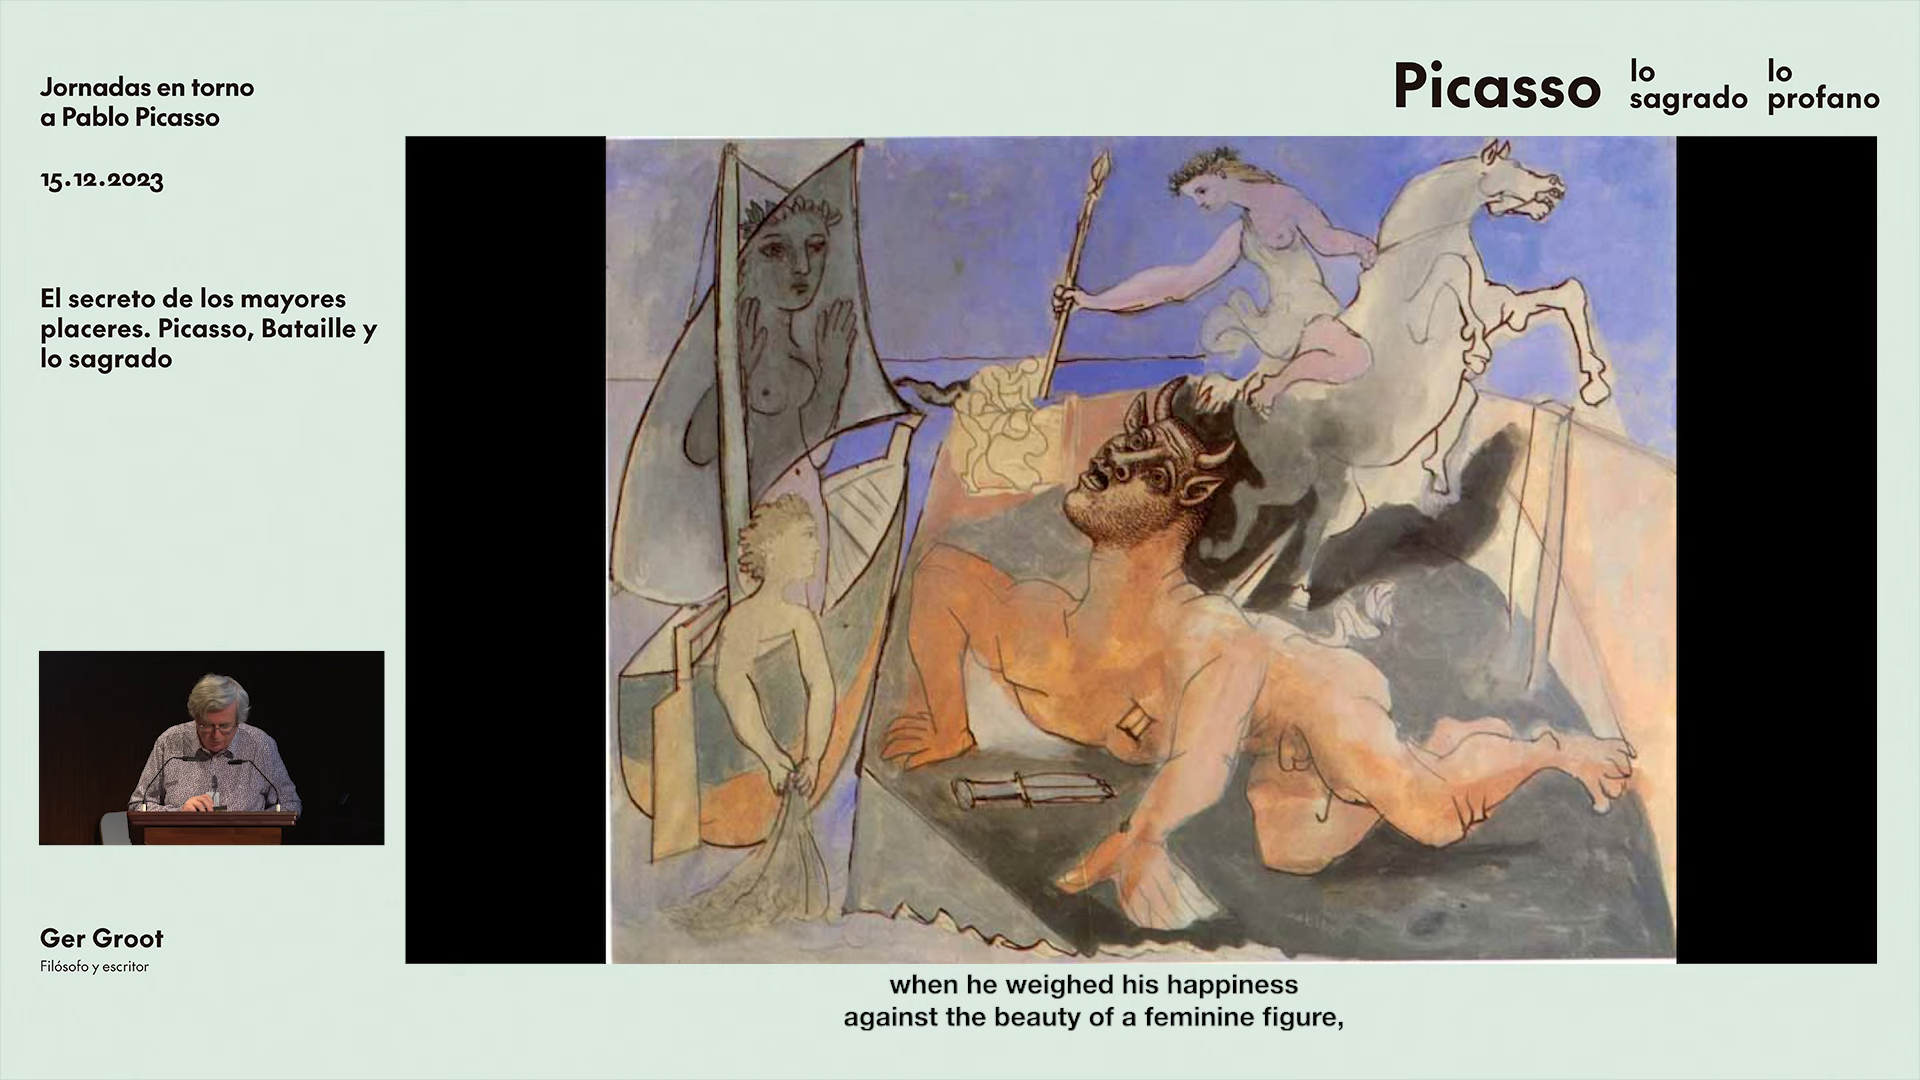 Jornadas en torno
a Pablo Picasso
15.12.2023
El secreto de los mayores
placeres. Picasso, Bataille y
lo sagrado
Ger Groot
Filósofo y escritor
Picasso
lo
sagrado
lo
profano
when he weighed his happiness
against the beauty of a feminine figure,